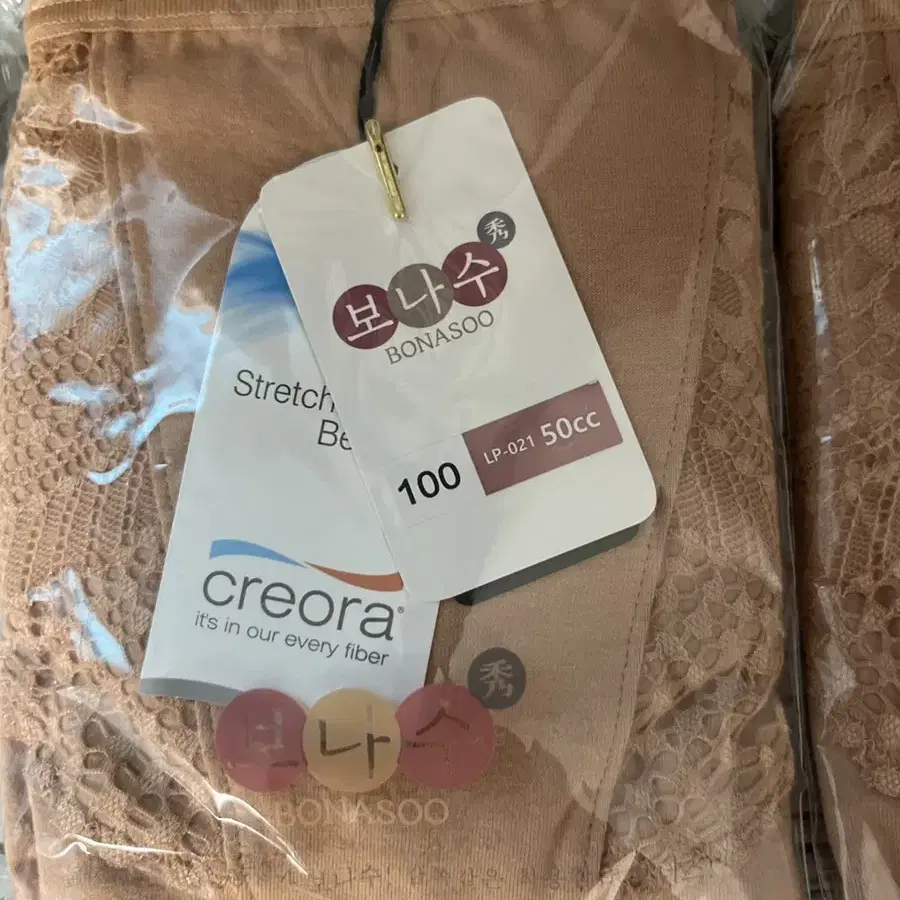 秀
보나수
BONASOO
Stretch
Be
100 LP-021 50cc
creora®
it's in our every fiber
秀
보나수
BONASOO